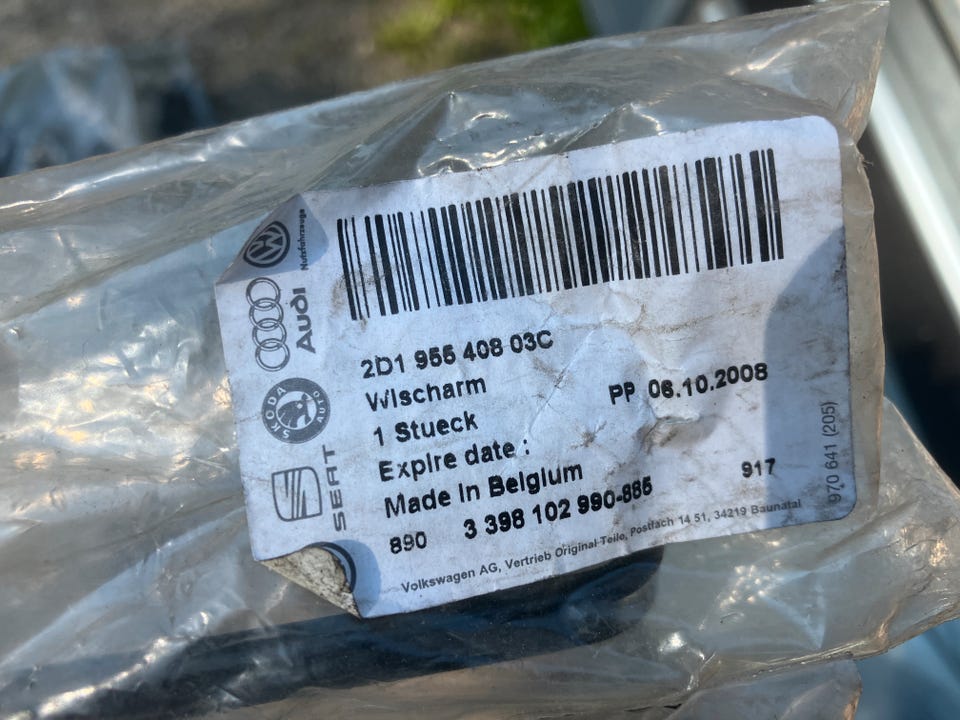 Nutzfahrzeuge
Audi
SKODA
AUTO
SEAT
2D1 955 408 03C
Wischarm
PP 06.10.2008
1 Stueck
Expire date :
Made in Belgium
917
890 3 398 102 990-885
Volkswagen AG, Vertrieb Original-Teile, Postfach 14 51, 34219 Baunatal
970 641 (205)